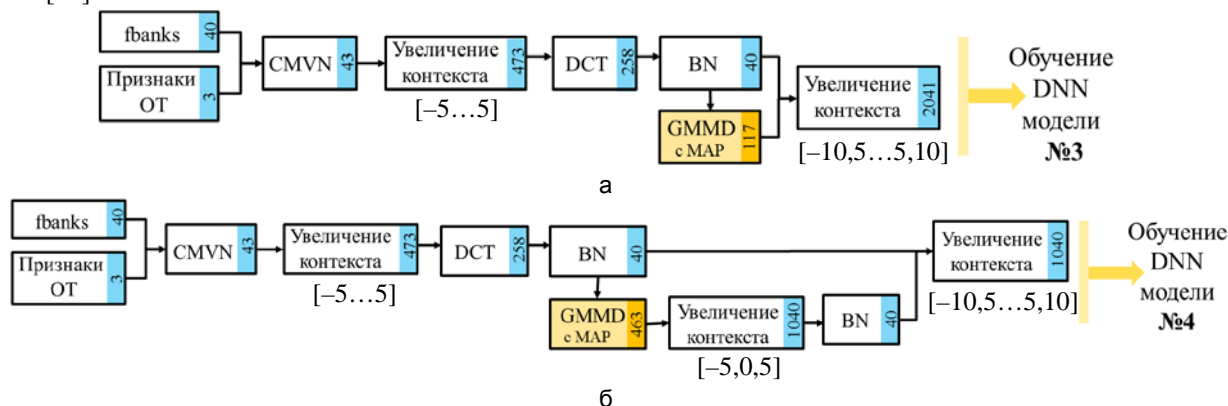 fbanks
40
Признаки
ОТ
3
CMVN
43
Увеличение
контекста
473
[–5…5]
DCT
258
BN
40
GMMD
с MAP
117
Увеличение
контекста
2041
[–10,5…5,10]
Обучение
DNN
модели
№3
а
fbanks
40
Признаки
ОТ
3
CMVN
43
Увеличение
контекста
473
[–5…5]
DCT
258
BN
40
GMMD
с MAP
463
Увеличение
контекста
1040
[–5,0,5]
BN
40
Увеличение
контекста
1040
[–10,5…5,10]
Обучение
DNN
модели
№4
б